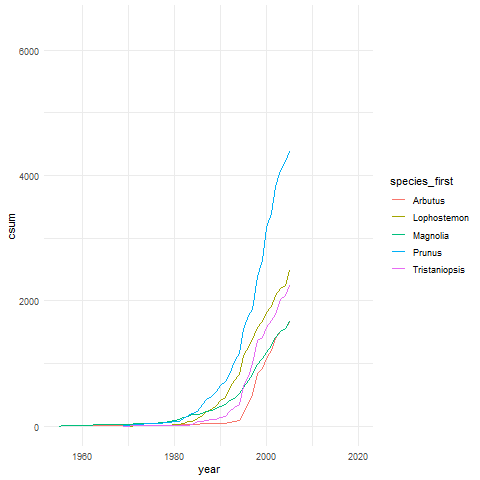 6000
4000
2000
0
csum
1960
1980
2000
2020
year
species_first
Arbutus
Lophostemon
Magnolia
Prunus
Tristaniopsis